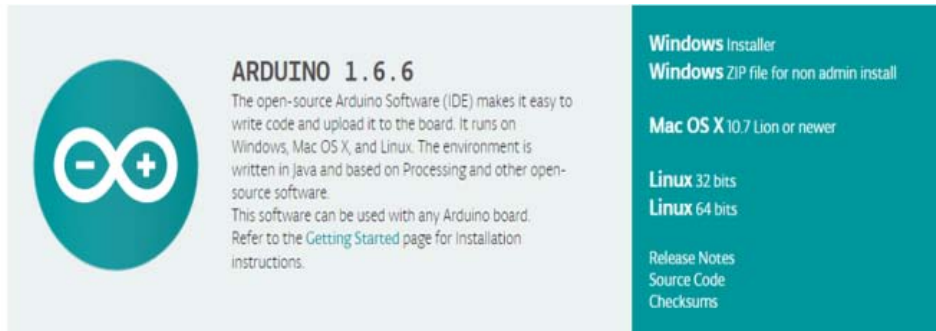 ARDUINO 1.6.6
The open-source Arduino Software (IDE) makes it easy to
write code and upload it to the board. It runs on
Windows, Mac OS X, and Linux. The environment is
written in Java and based on Processing and other open-
source software.
This software can be used with any Arduino board.
Refer to the Getting Started page for Installation
instructions.
Windows Installer
Windows ZIP file for non admin install
Mac OS X 10.7 Lion or newer
Linux 32 bits
Linux 64 bits
Release Notes
Source Code
Checksums